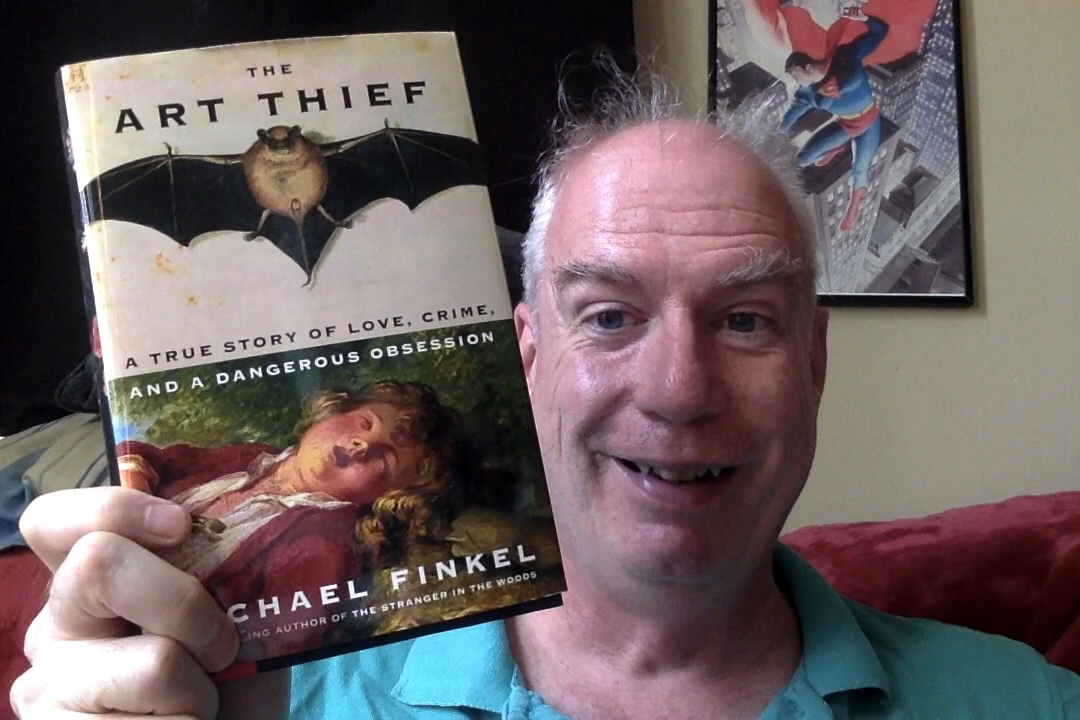 THE
ART THIEF
A TRUE STORY OF LOVE, CRIME,
AND A DANGEROUS OBSESSION
CHAEL FINKEL
ING AUTHOR OF THE STRANGER IN THE WOODS